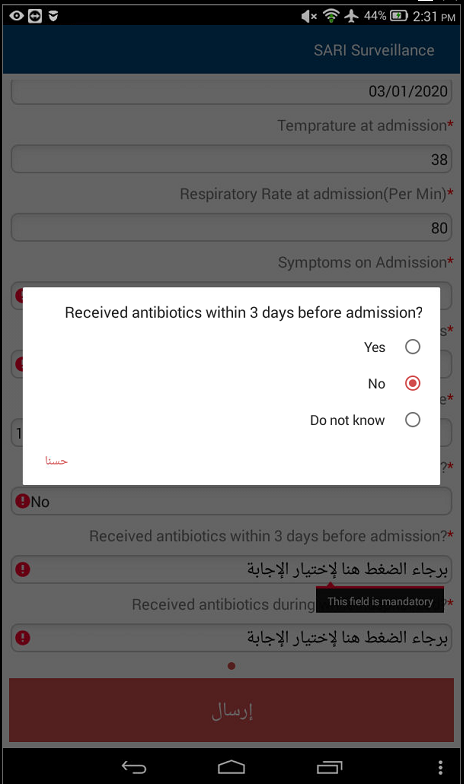 44% 2:31 PM
SARI Surveillance
03/01/2020
Temprature at admission*
38
Respiratory Rate at admission(Per Min)*
80
Symptoms on Admission*
s*
Received antibiotics within 3 days before admission?
Yes
No
Do not know
حسنا
e*
1
?*
No
Received antibiotics within 3 days before admission?*
برجاء الضغط هنا لإختيار الإجابة
This field is mandatory
Received antibiotics during ?*
برجاء الضغط هنا لإختيار الإجابة
إرسال